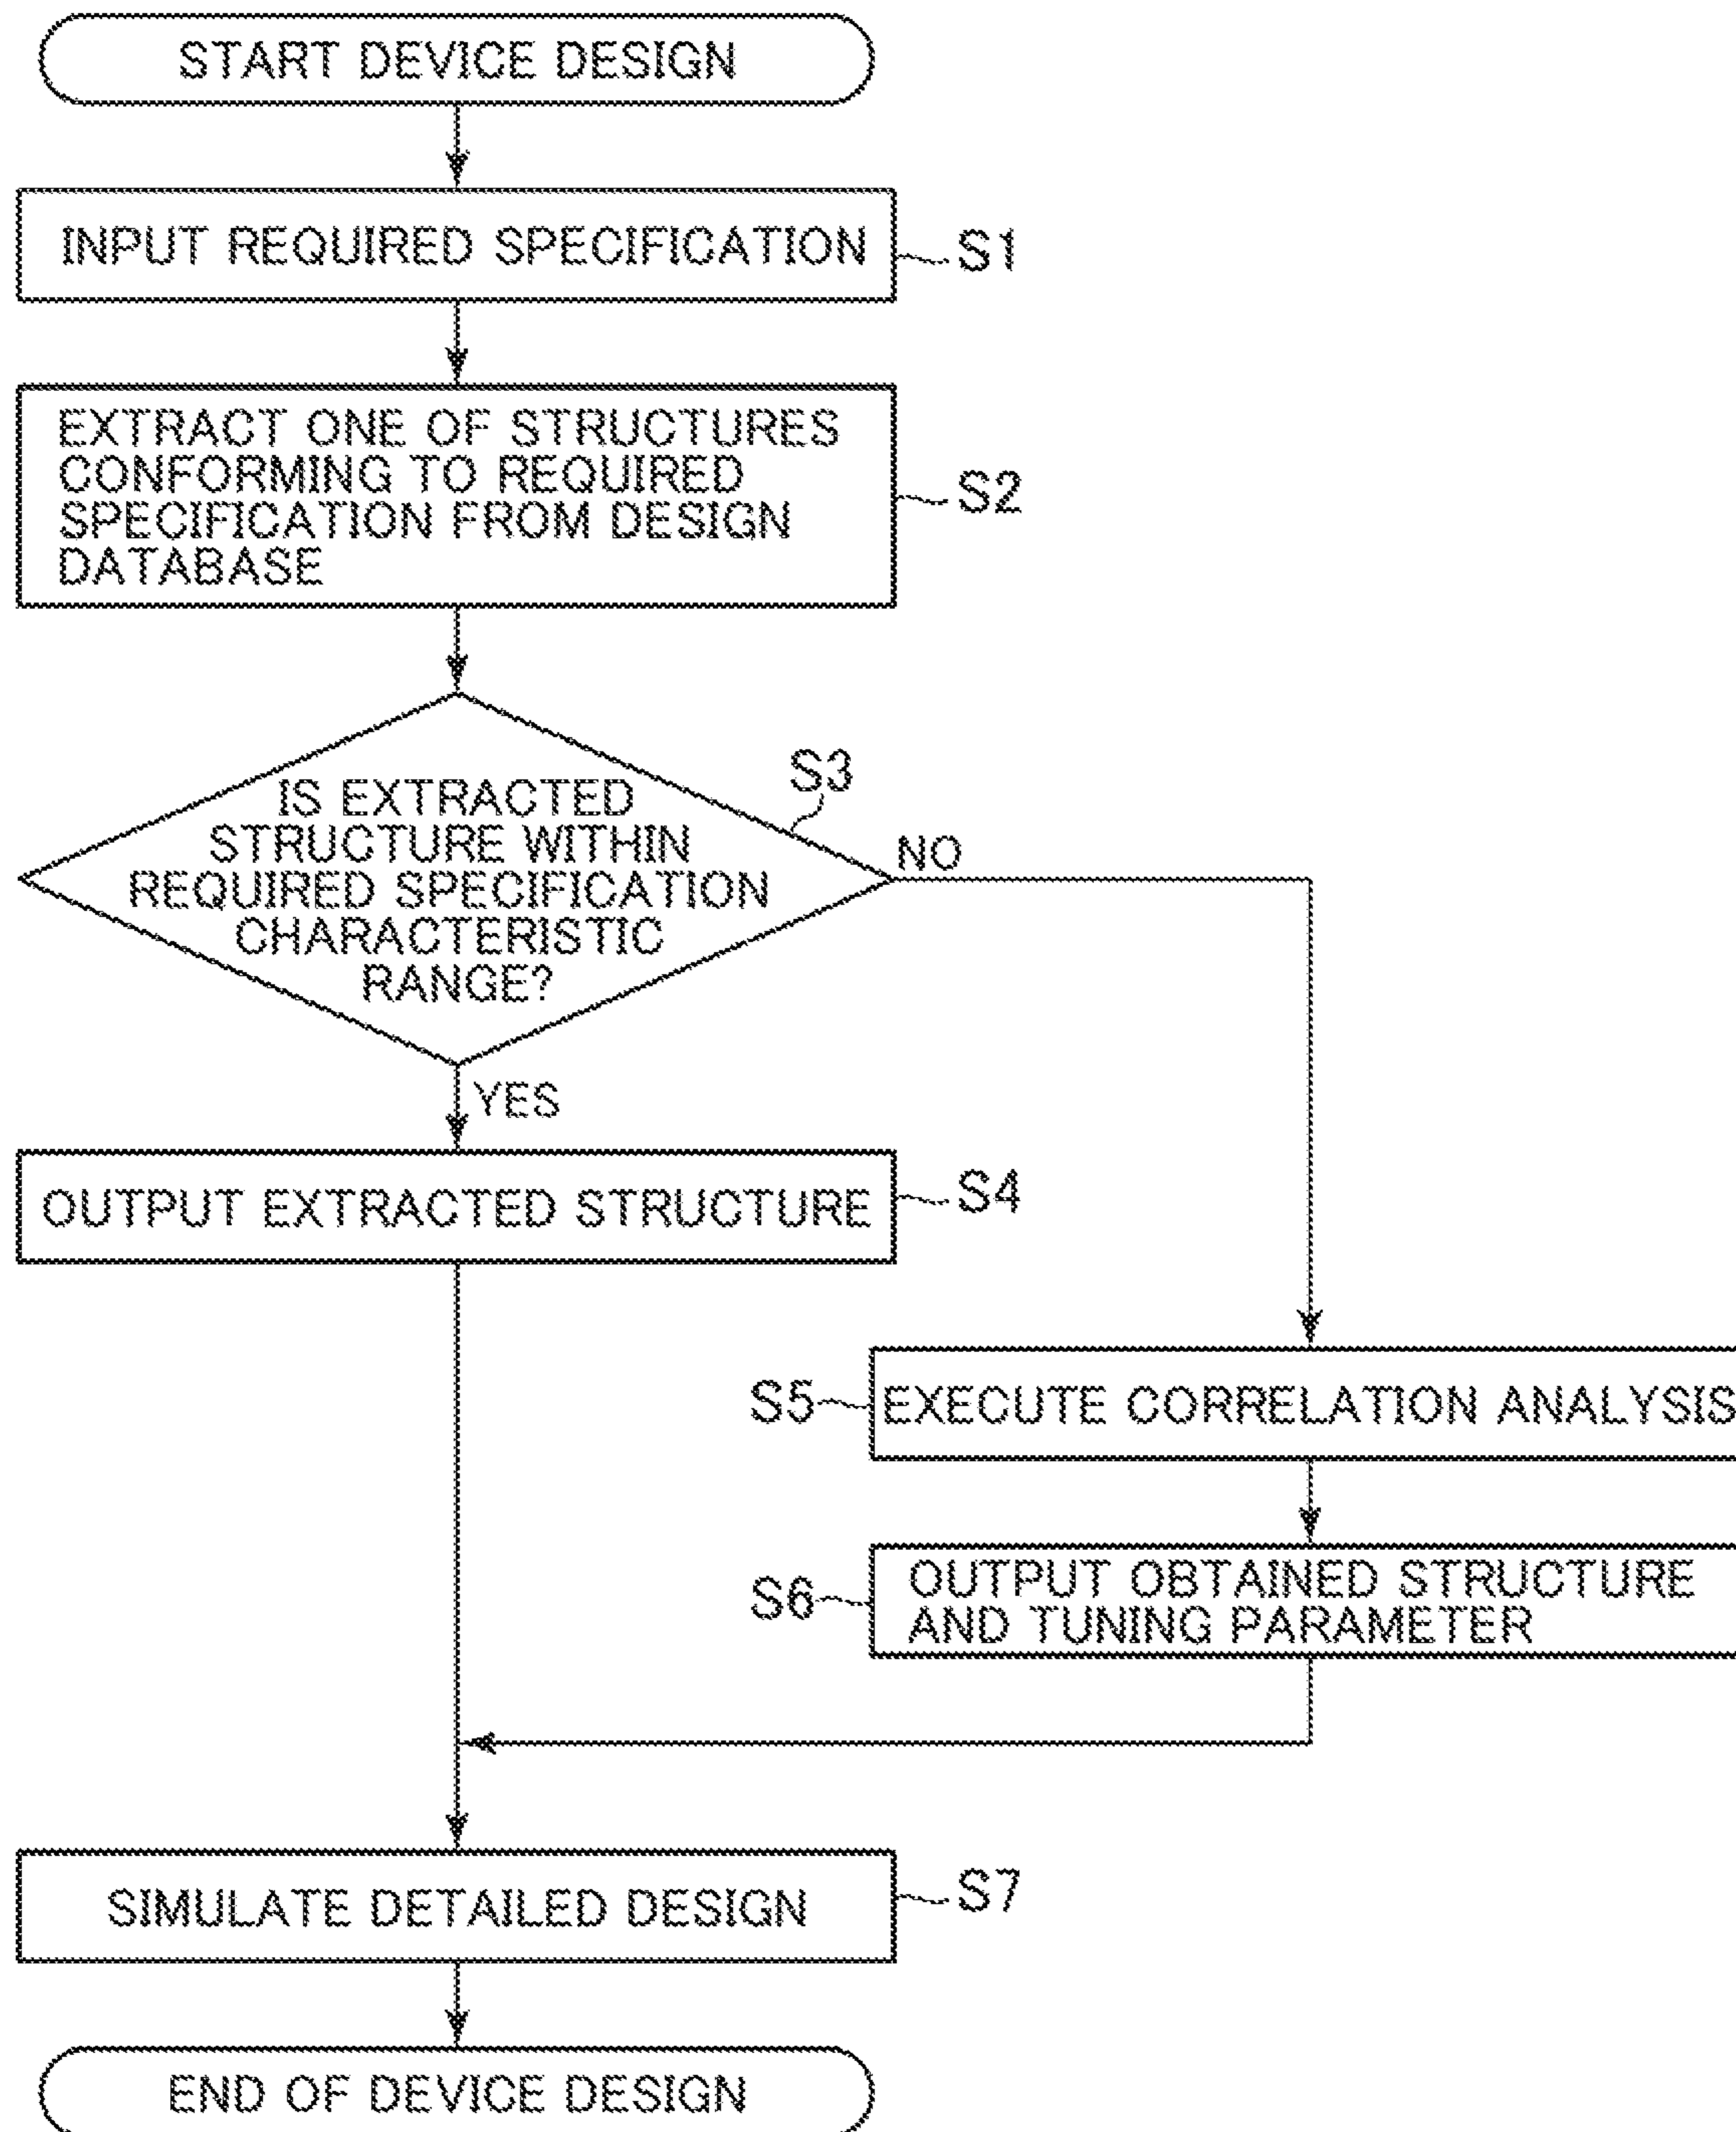 START DEVICE DESIGN
INPUT REQUIRED SPECIFICATION
S1
EXTRACT ONE OF STRUCTURES
CONFORMING TO REQUIRED
SPECIFICATION FROM DESIGN
DATABASE
S2
S3
IS EXTRACTED
STRUCTURE WITHIN
REQUIRED SPECIFICATION
CHARACTERISTIC
RANGE?
NO
YES
OUTPUT EXTRACTED STRUCTURE
S4
S5
EXECUTE CORRELATION ANALYSIS
S6
OUTPUT OBTAINED STRUCTURE
AND TUNING PARAMETER
SIMULATE DETAILED DESIGN
S7
END OF DEVICE DESIGN